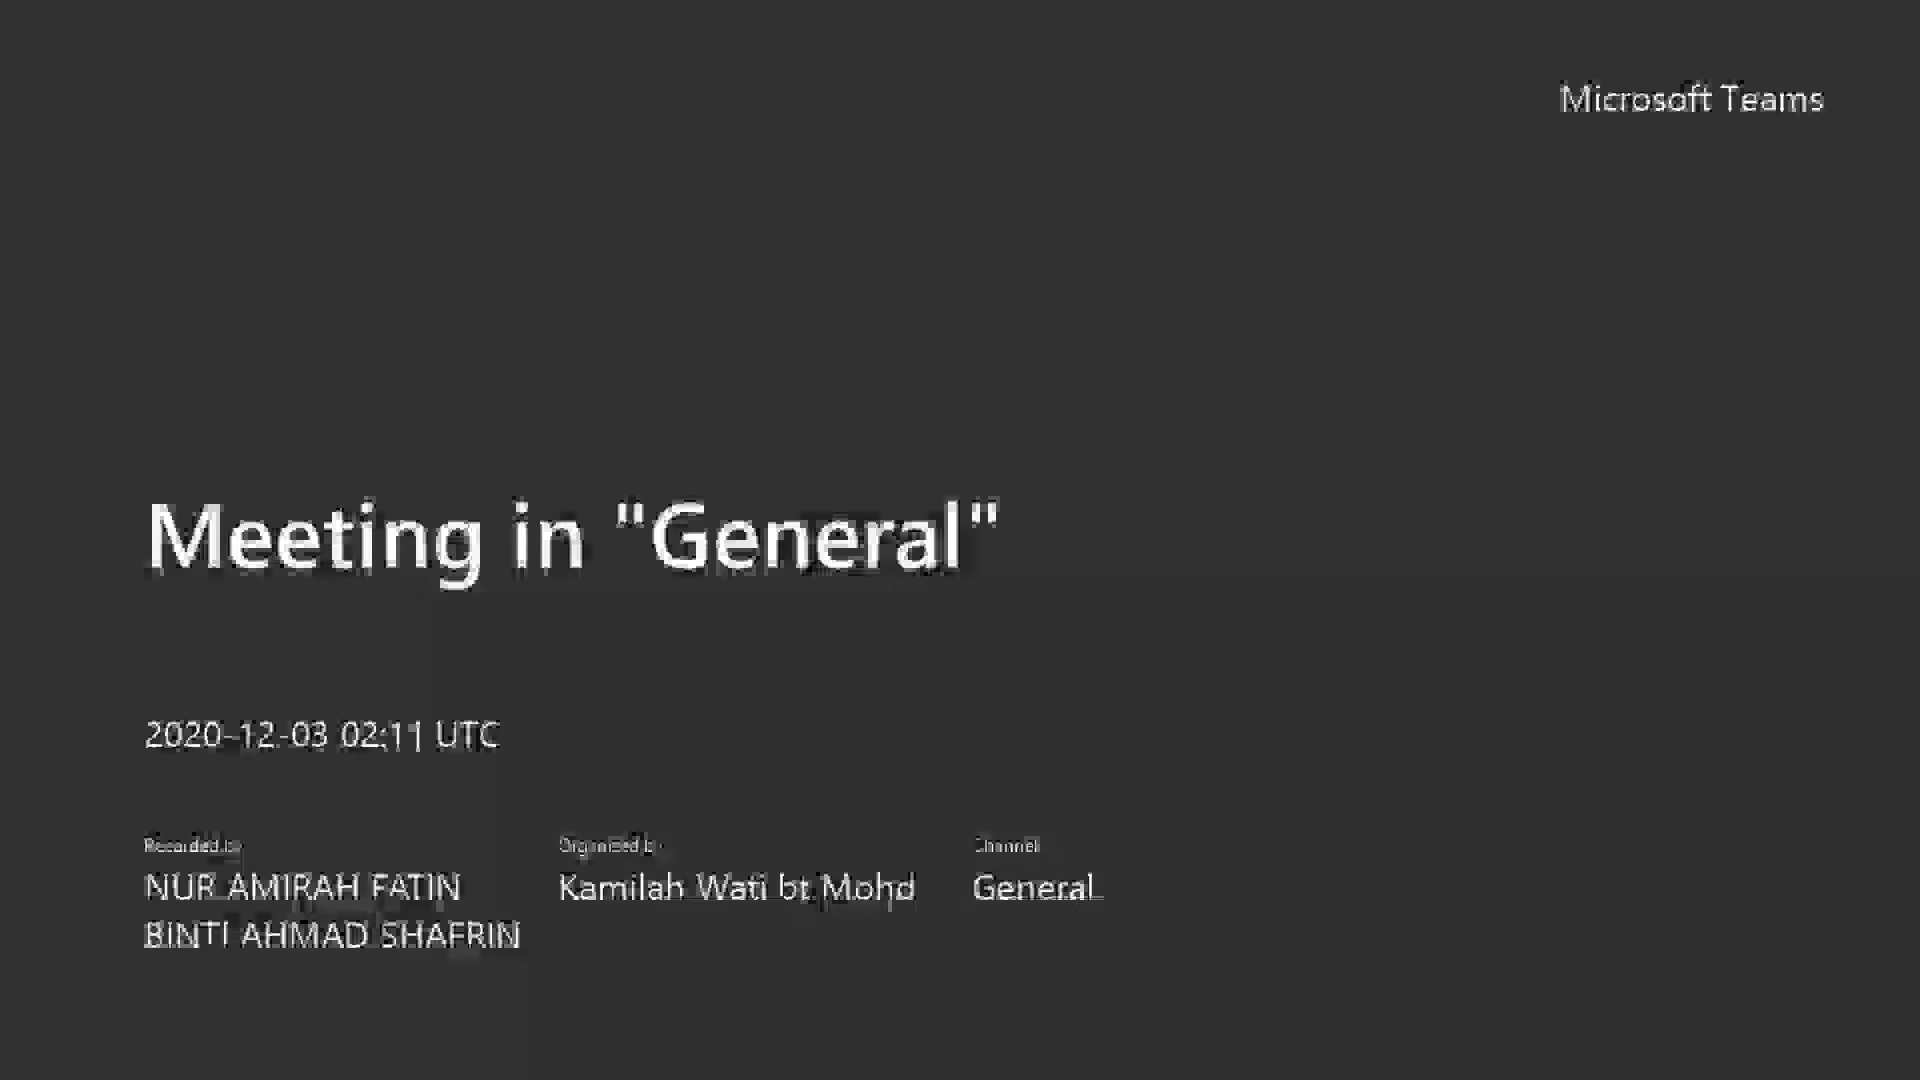 Microsoft Teams
Meeting in "General"
2020-12-03 02:11 UTC
Recorded by
Organized by
Channel
NUR AMIRAH FATIN
BINTI AHMAD SHAFRIN
Kamilah Wati bt Mohd
General